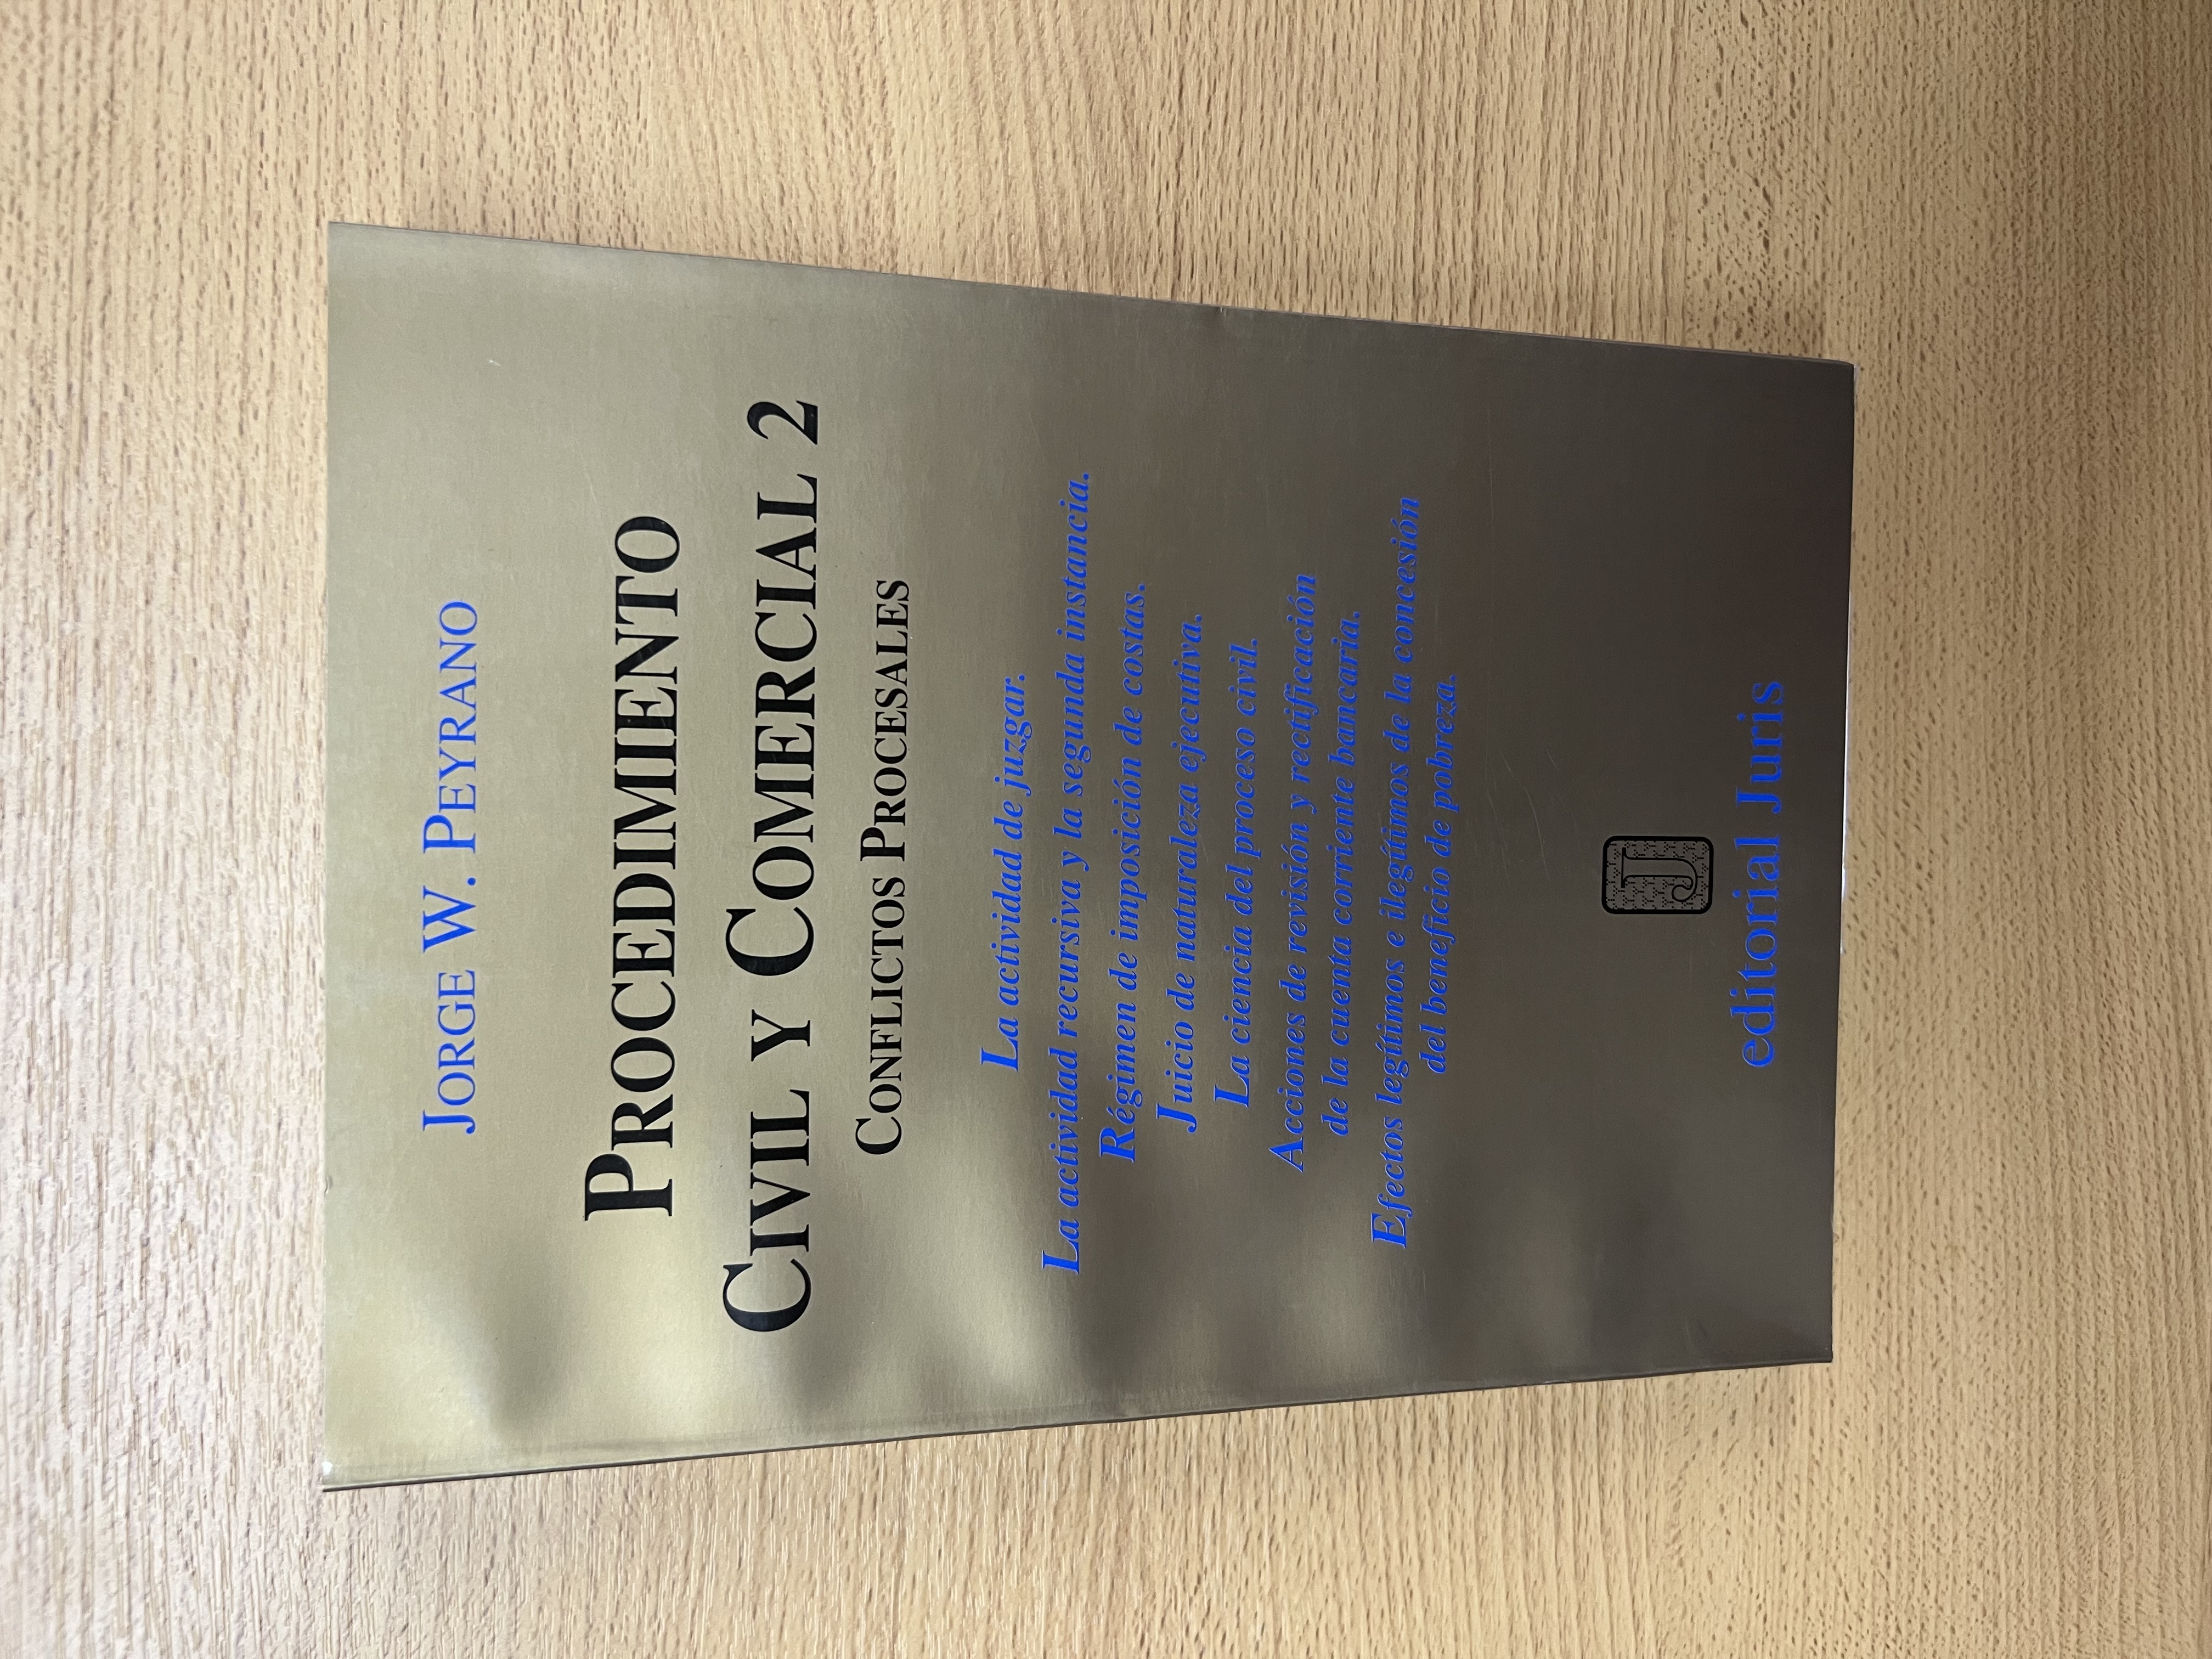 JORGE W. PEYRANO
PROCEDIMIENTO
CIVIL Y COMERCIAL 2
CONFLICTOS PROCESALES
La actividad de juzgar.
La actividad recursiva y la segunda instancia.
Régimen de imposición de costas.
Juicio de naturaleza ejecutiva.
La ciencia del proceso civil.
Acciones de revisión y rectificación
de la cuenta corriente bancaria.
Efectos legítimos e ilegítimos de la concesión
del beneficio de pobreza.
J
editorial Juris